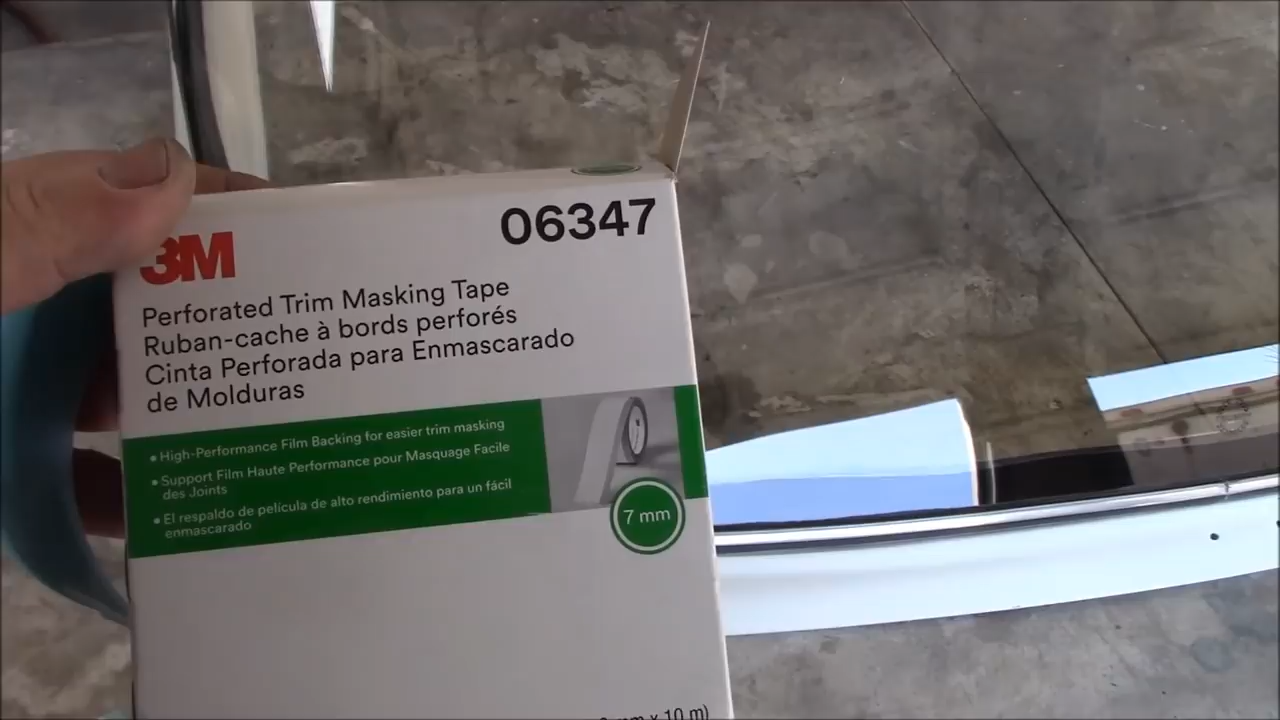 3M
06347
Perforated Trim Masking Tape
Ruban-cache à bords perforés
Cinta Perforada para Enmascarado
de Molduras
• High-Performance Film Backing for easier trim masking
• Support Film Haute Performance pour Masquage Facile
des Joints
• El respaldo de película de alto rendimiento para un fácil
enmascarado
7 mm
mm x 10 m)